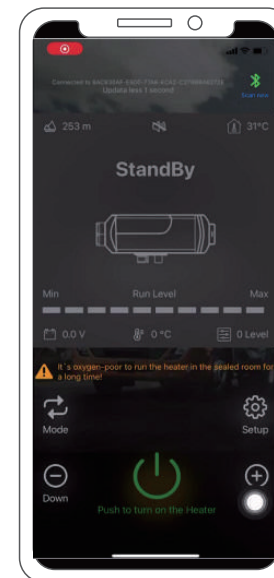 Update less 1 second!
Scan new
253 m
31°C
StandBy
Min Run Level Max
0.0 V 0 °C 0 Level
It`s oxygen-poor to run the heater in the sealed room for
a long time!
Mode Setup
Down
Push to turn on the Heater